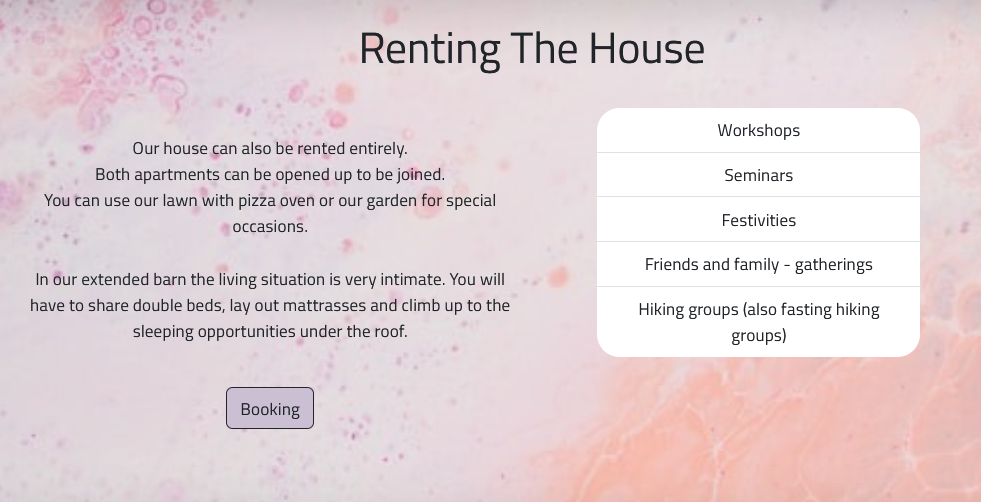 Renting The House
Our house can also be rented entirely.
Both apartments can be opened up to be joined.
You can use our lawn with pizza oven or our garden for special
occasions.
In our extended barn the living situation is very intimate. You will
have to share double beds, lay out mattrasses and climb up to the
sleeping opportunities under the roof.
Booking
Workshops
Seminars
Festivities
Friends and family - gatherings
Hiking groups (also fasting hiking
groups)